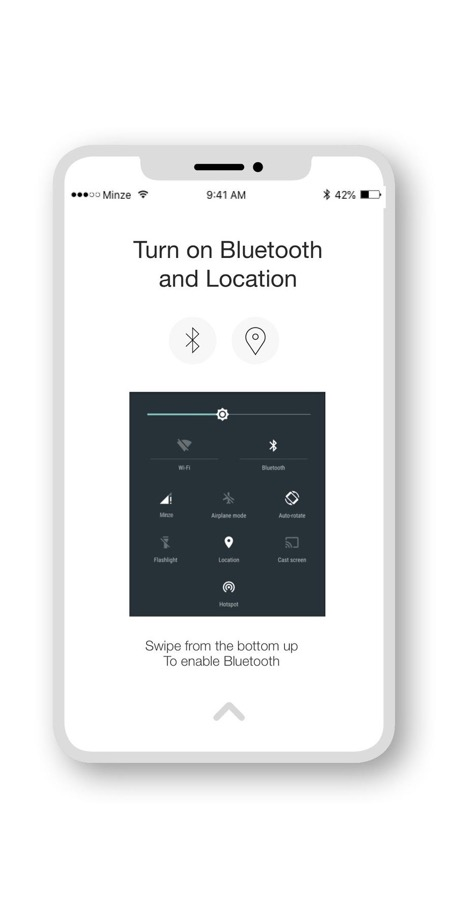 Minze 9:41 AM 42%
Turn on Bluetooth
and Location
Wi-Fi Bluetooth
Minze Airplane mode Auto-rotate
Flashlight Location Cast screen
Hotspot
Swipe from the bottom up
To enable Bluetooth